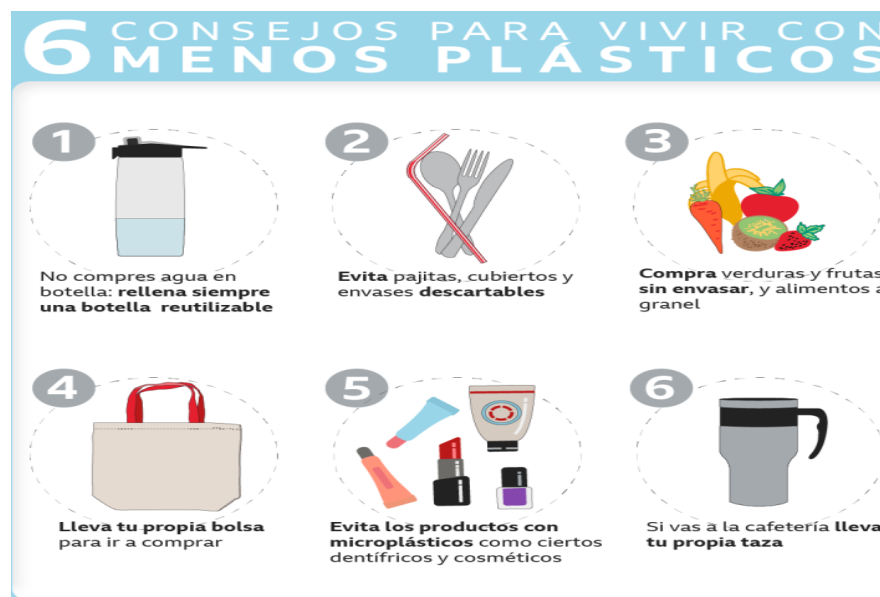 6 CONSEJOS PARA VIVIR CON
MENOS PLÁSTICOS
1
No compres agua en
botella: rellena siempre
una botella reutilizable
2
Evita pajitas, cubiertos y
envases descartables
3
Compra verduras y frutas
sin envasar, y alimentos a
granel
4
Lleva tu propia bolsa
para ir a comprar
5
Evita los productos con
microplásticos como ciertos
dentífricos y cosméticos
6
Si vas a la cafetería lleva
tu propia taza